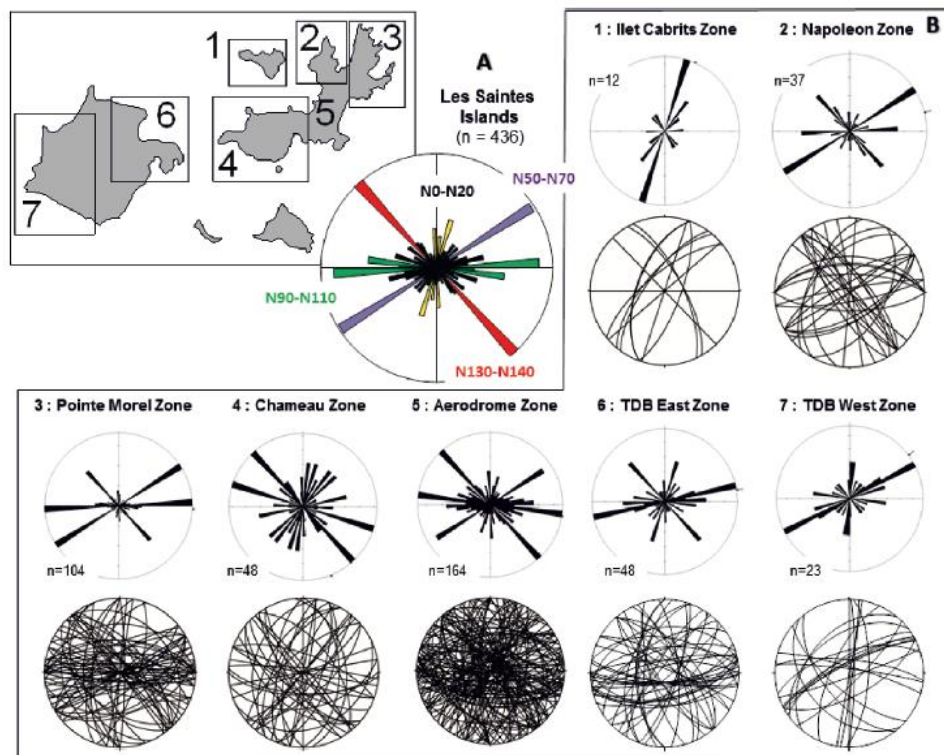 1
2
3
4
5
6
7
A
Les Saintes
Islands
(n = 436)
N0-N20
N50-N70
N90-N110
N130-N140
B
1 : Ilet Cabrits Zone
n=12
2 : Napoleon Zone
n=37
3 : Pointe Morel Zone
n=104
4 : Chameau Zone
n=48
5 : Aerodrome Zone
n=164
6 : TDB East Zone
n=48
7 : TDB West Zone
n=23